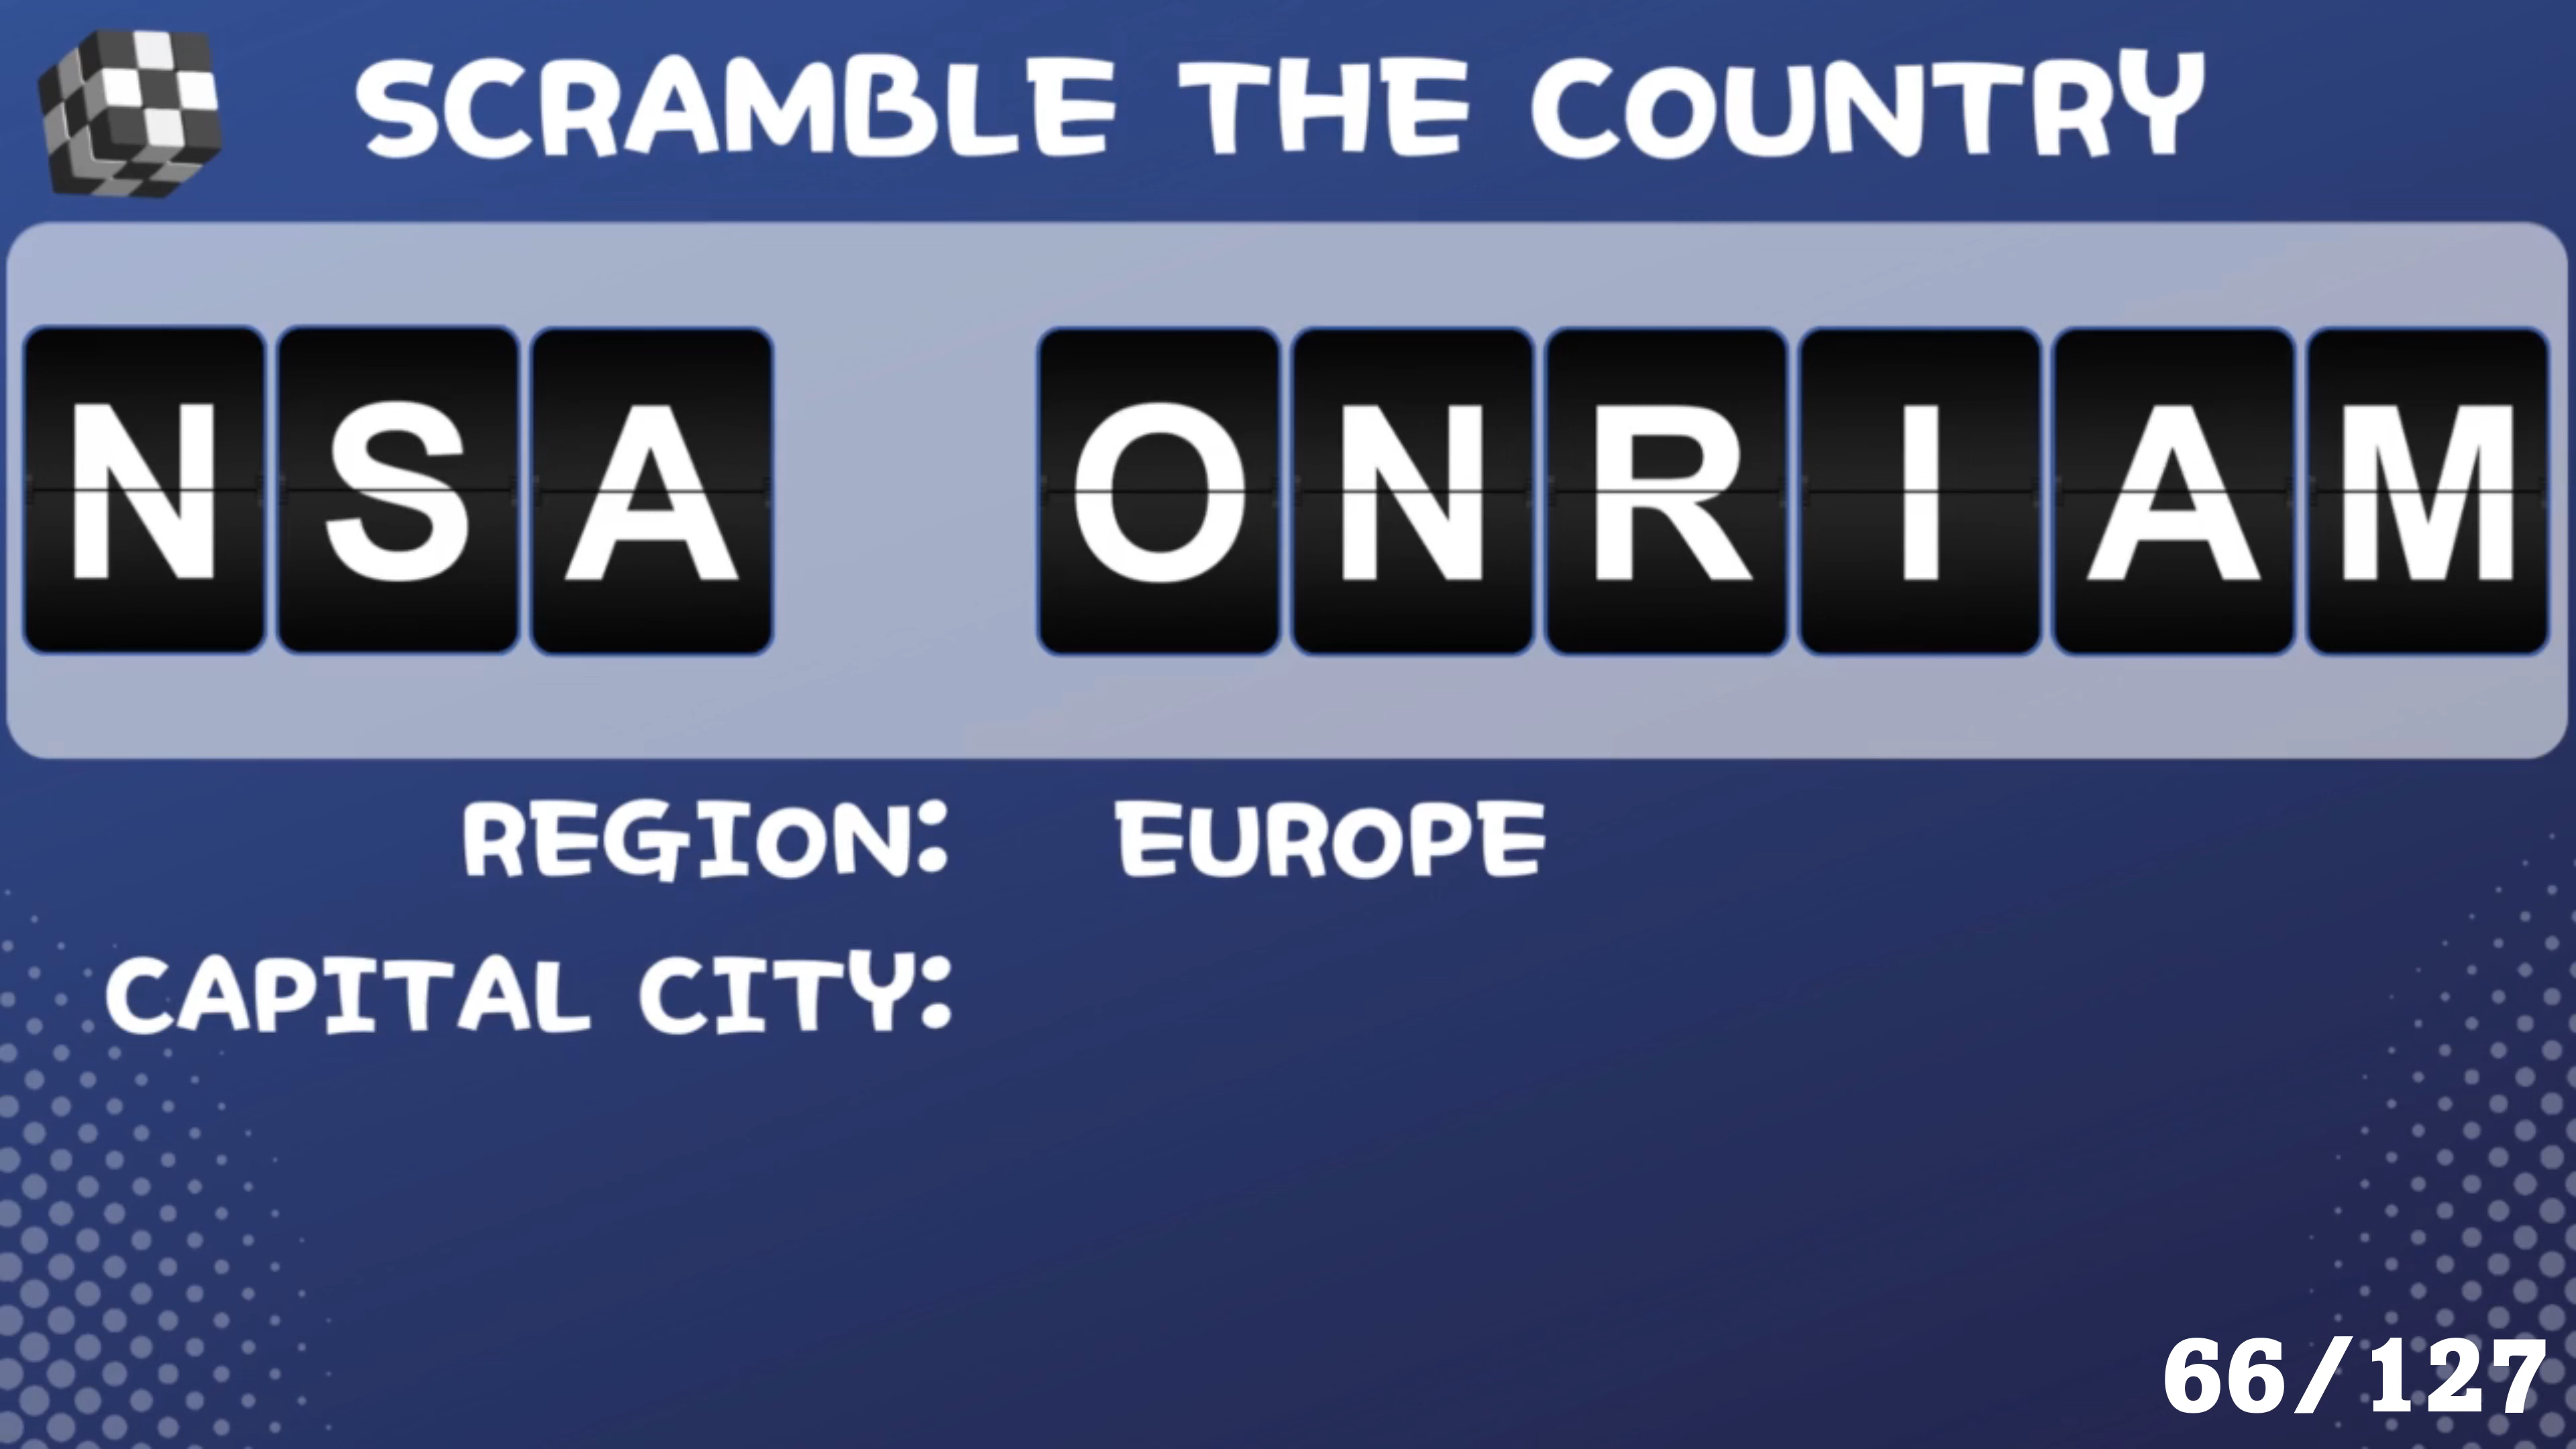 SCRAMBLE THE COUNTRY
NSA ONRIAM
REGION: EUROPE
CAPITAL CITY:
66/127